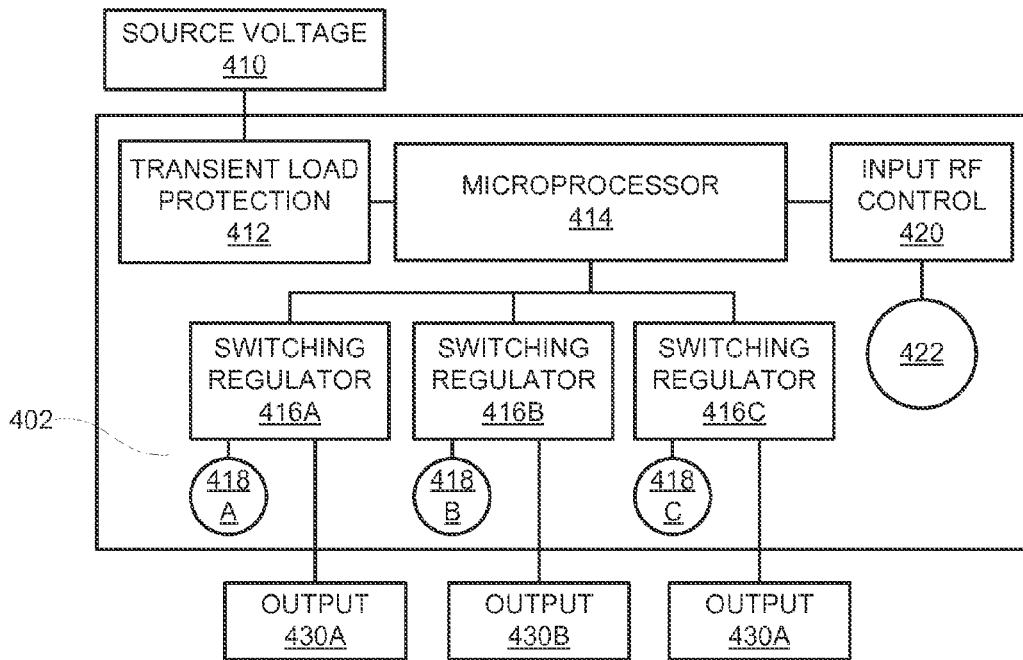 SOURCE VOLTAGE
410
TRANSIENT LOAD
PROTECTION
412
MICROPROCESSOR
414
INPUT RF
CONTROL
420
422
SWITCHING
REGULATOR
416A
SWITCHING
REGULATOR
416B
SWITCHING
REGULATOR
416C
402
418
A
418
B
418
C
OUTPUT
430A
OUTPUT
430B
OUTPUT
430A